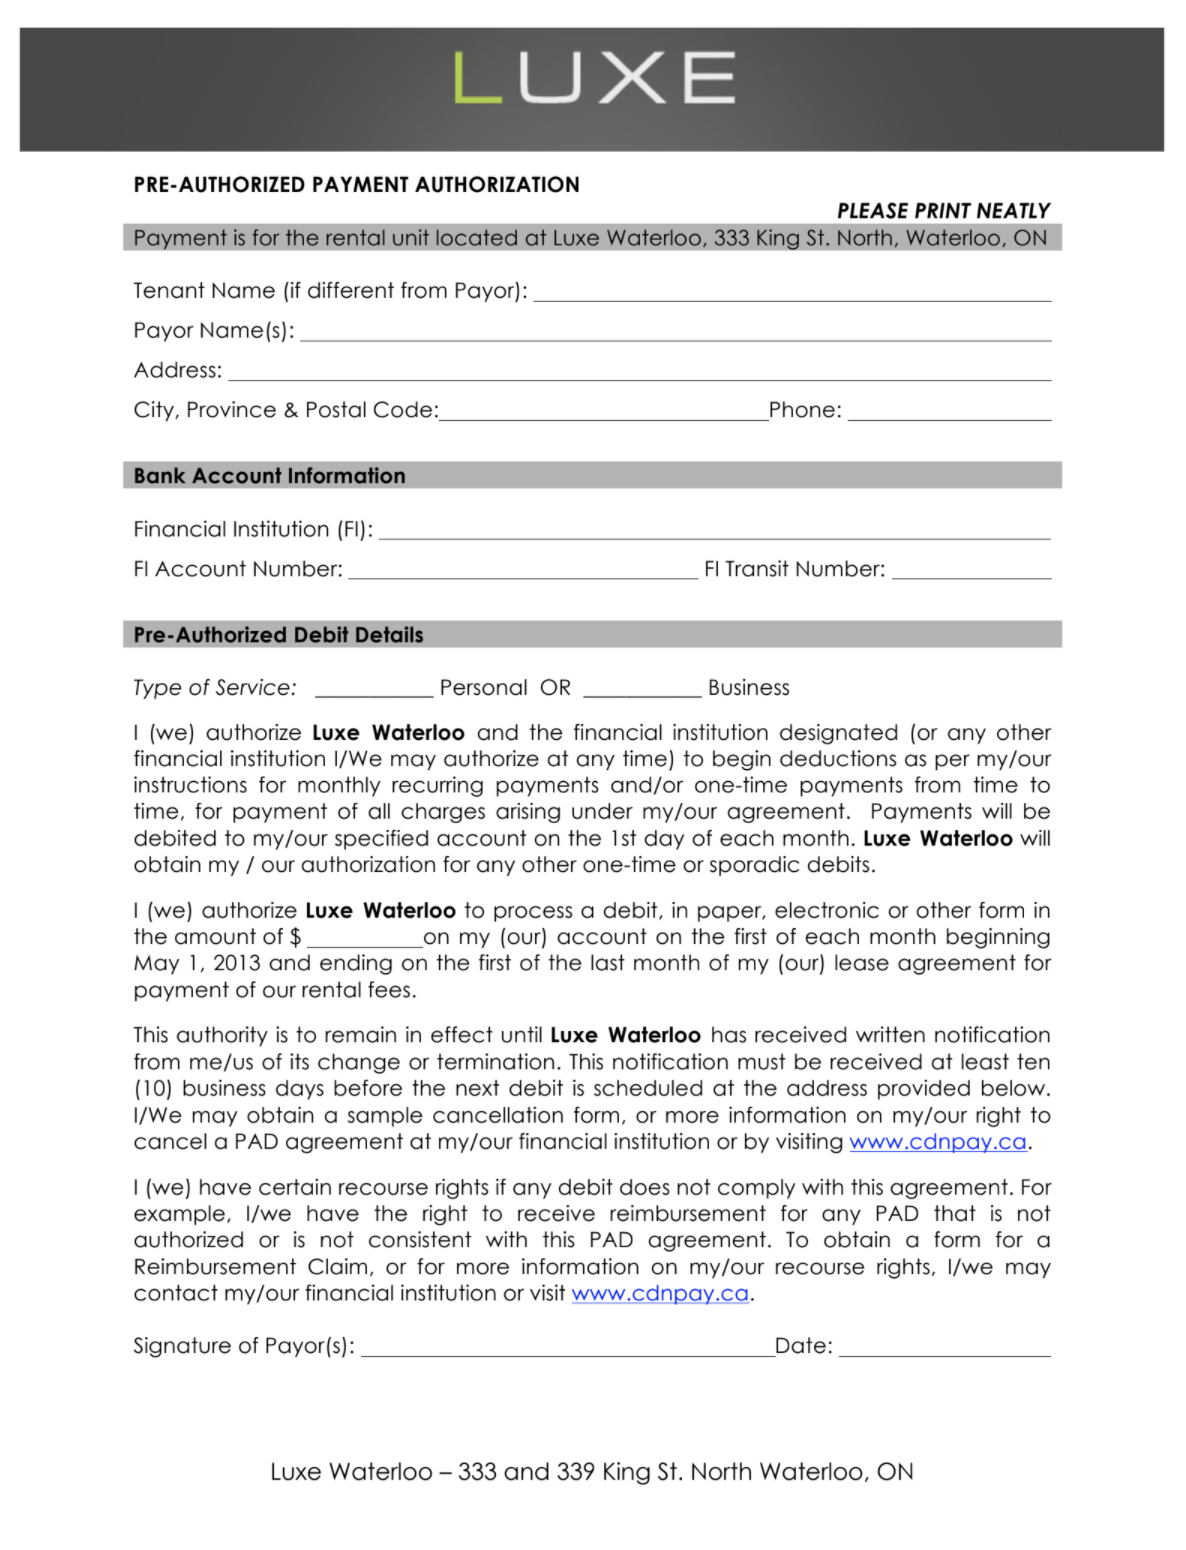 LUXE
PRE-AUTHORIZED PAYMENT AUTHORIZATION
PLEASE PRINT NEATLY
Payment is for the rental unit located at Luxe Waterloo, 333 King St. North, Waterloo, ON
Tenant Name (if different from Payor): ____________________
Payor Name(s): ____________________
Address: ____________________
City, Province & Postal Code:____________________Phone: ____________________
Bank Account Information
Financial Institution (FI): ____________________
FI Account Number: ____________________ FI Transit Number: ____________________
Pre-Authorized Debit Details
Type of Service: __________ Personal OR __________ Business
I (we) authorize Luxe Waterloo and the financial institution designated (or any other
financial institution I/We may authorize at any time) to begin deductions as per my/our
instructions for monthly recurring payments and/or one-time payments from time to
time, for payment of all charges arising under my/our agreement. Payments will be
debited to my/our specified account on the 1st day of each month. Luxe Waterloo will
obtain my / our authorization for any other one-time or sporadic debits.
I (we) authorize Luxe Waterloo to process a debit, in paper, electronic or other form in
the amount of $ __________on my (our) account on the first of each month beginning
May 1, 2013 and ending on the first of the last month of my (our) lease agreement for
payment of our rental fees.
This authority is to remain in effect until Luxe Waterloo has received written notification
from me/us of its change or termination. This notification must be received at least ten
(10) business days before the next debit is scheduled at the address provided below.
I/We may obtain a sample cancellation form, or more information on my/our right to
cancel a PAD agreement at my/our financial institution or by visiting www.cdnpay.ca.
I (we) have certain recourse rights if any debit does not comply with this agreement. For
example, I/we have the right to receive reimbursement for any PAD that is not
authorized or is not consistent with this PAD agreement. To obtain a form for a
Reimbursement Claim, or for more information on my/our recourse rights, I/we may
contact my/our financial institution or visit www.cdnpay.ca.
Signature of Payor(s): ____________________Date: ____________________
Luxe Waterloo – 333 and 339 King St. North Waterloo, ON